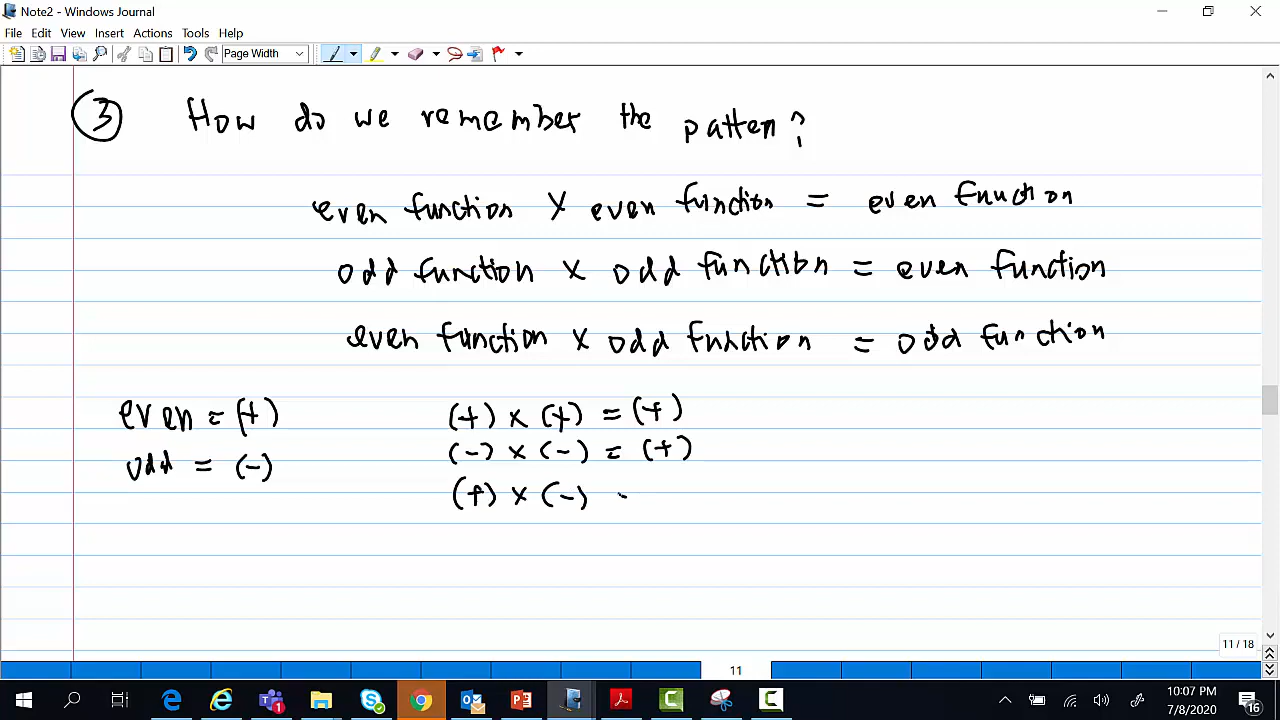 Note2 - Windows Journal
File Edit View Insert Actions Tools Help
Page Width
3 How do we remember the patten?
even function X even function = even function
odd function X odd function = even function
even function X odd function = odd function
even = (+) (+) x (+) = (+)
odd = (-) (-) x (-) = (+)
(+) x (-)
11 / 18
11
10:07 PM
7/8/2020
16